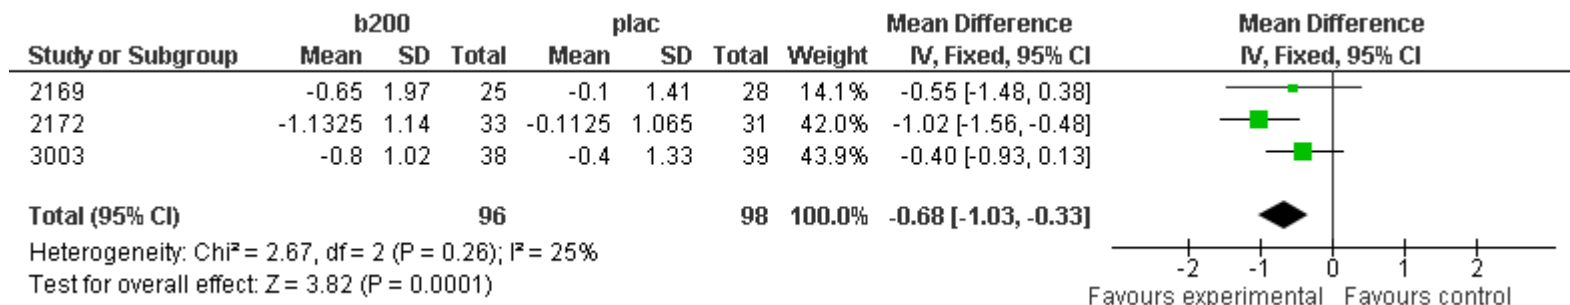 b200 plac Mean Difference Mean Difference
Study or Subgroup Mean SD Total Mean SD Total Weight IV, Fixed, 95% CI IV, Fixed, 95% CI
2169 -0.65 1.97 25 -0.1 1.41 28 14.1% -0.55 [-1.48, 0.38]
2172 -1.1325 1.14 33 -0.1125 1.065 31 42.0% -1.02 [-1.56, -0.48]
3003 -0.8 1.02 38 -0.4 1.33 39 43.9% -0.40 [-0.93, 0.13]
Total (95% CI) 96 98 100.0% -0.68 [-1.03, -0.33]
Heterogeneity: Chi² = 2.67, df = 2 (P = 0.26); I² = 25%
Test for overall effect: Z = 3.82 (P = 0.0001)
-2 -1 0 1 2
Favours experimental Favours control